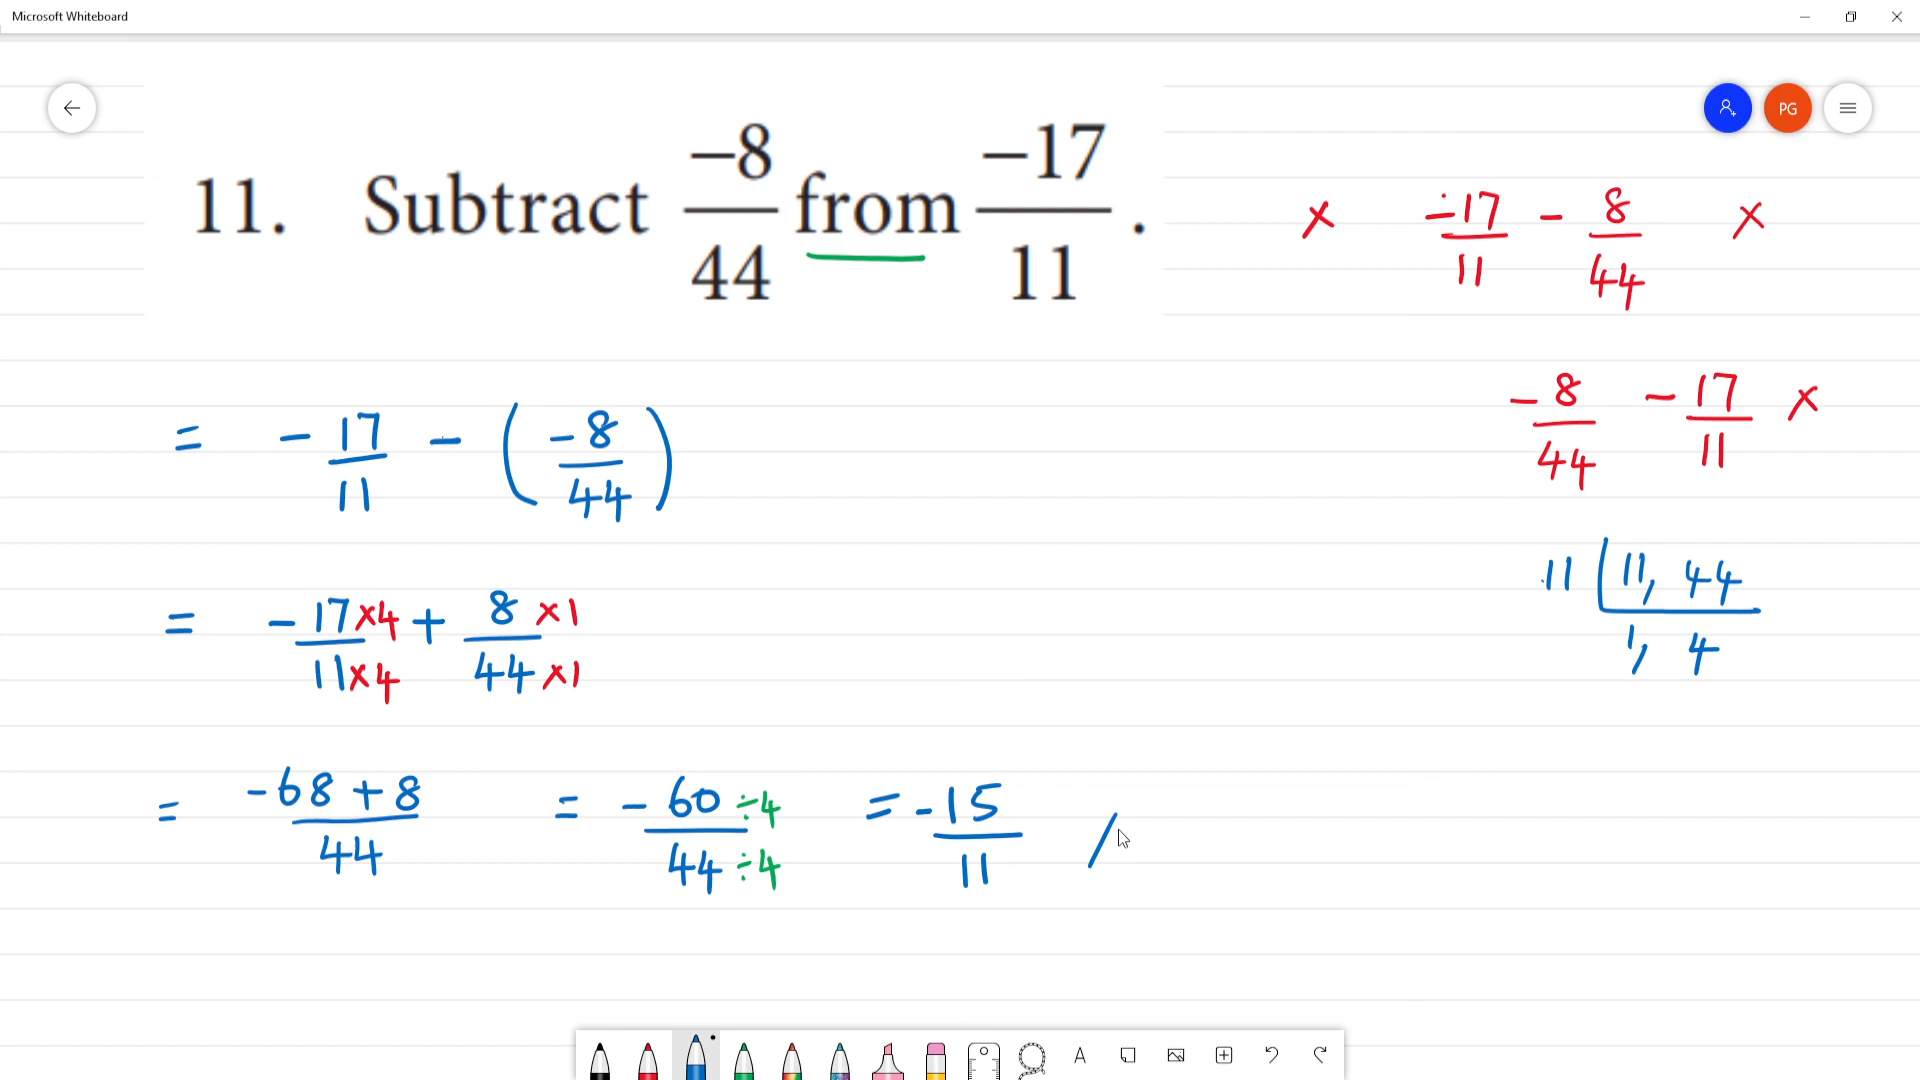 Microsoft Whiteboard
PG
11. Subtract -8/44 from -17/11.
× -17/11 - 8/44 ×
-8/44 - 17/11 ×
= -17/11 - (-8/44)
11 | 11, 44
1, 4
= -17×4/11×4 + 8×1/44×1
= -68+8/44 = -60÷4/44÷4 = -15/11 /
A